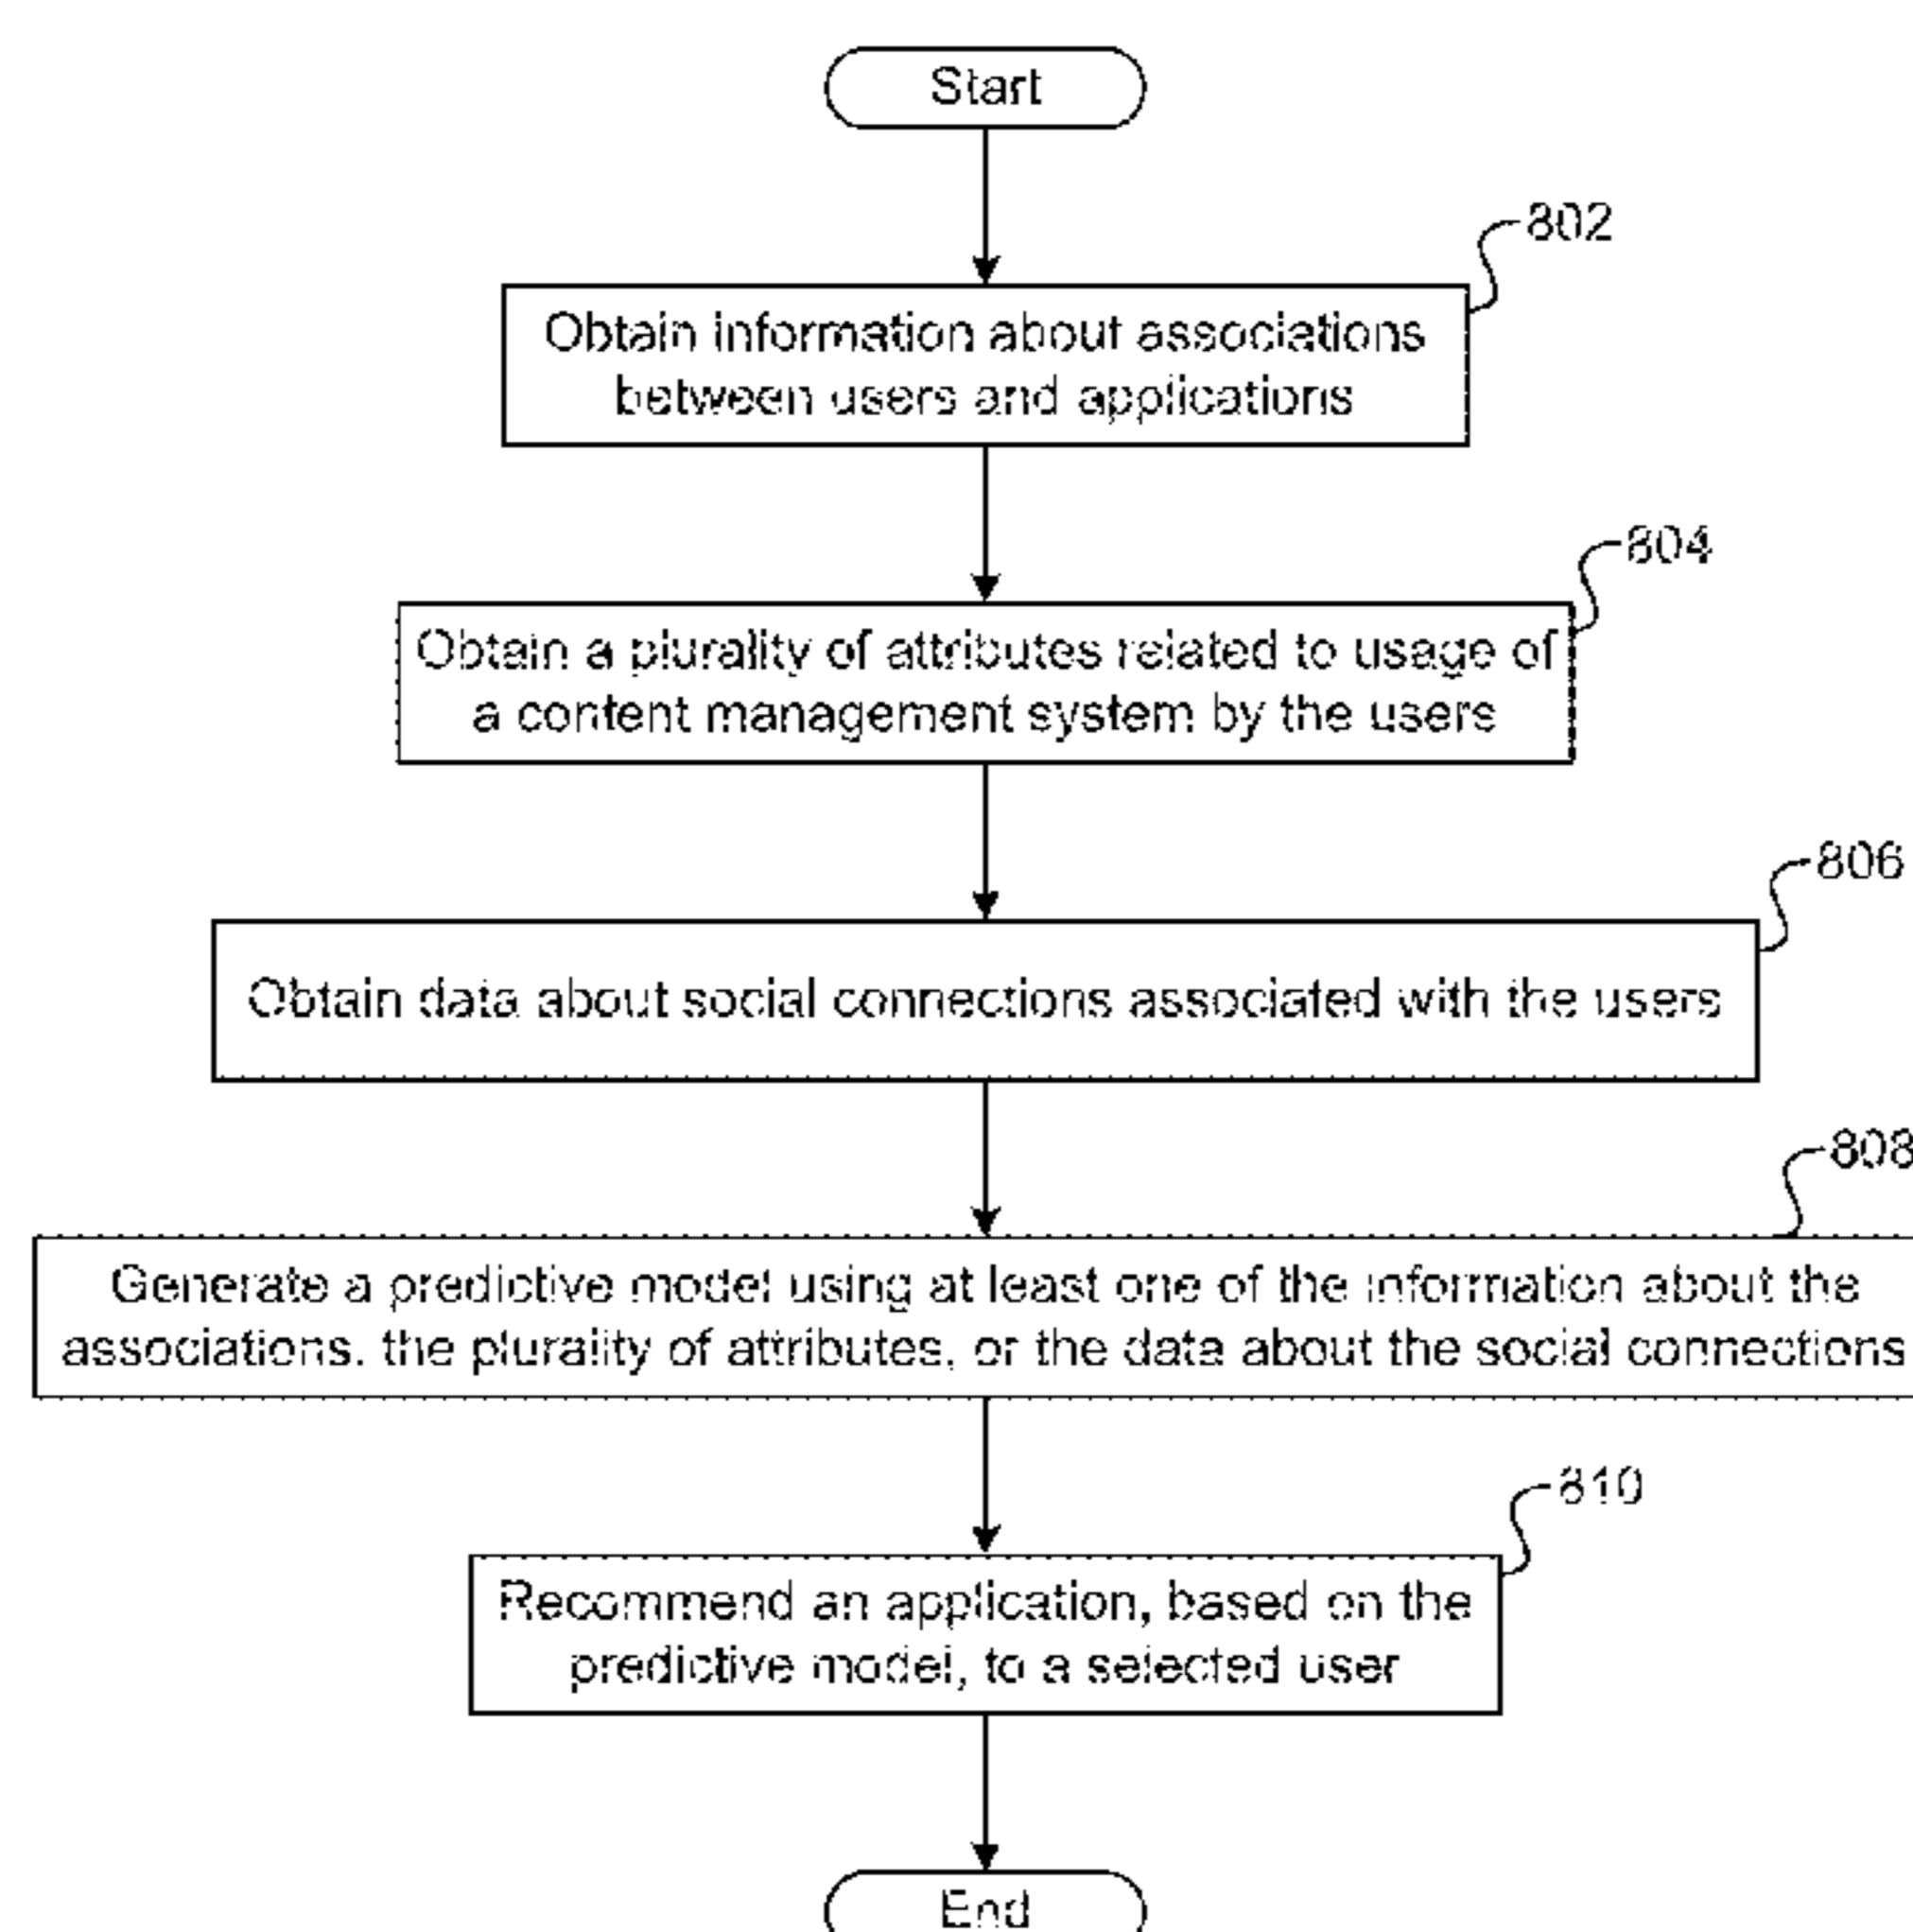 Start
802
Obtain information about associations
between users and applications
804
Obtain a plurality of attributes related to usage of
a content management system by the users
806
Obtain data about social connections associated with the users
808
Generate a predictive model using at least one of the information about the
associations, the plurality of attributes, or the data about the social connections
810
Recommend an application, based on the
predictive model, to a selected user
End